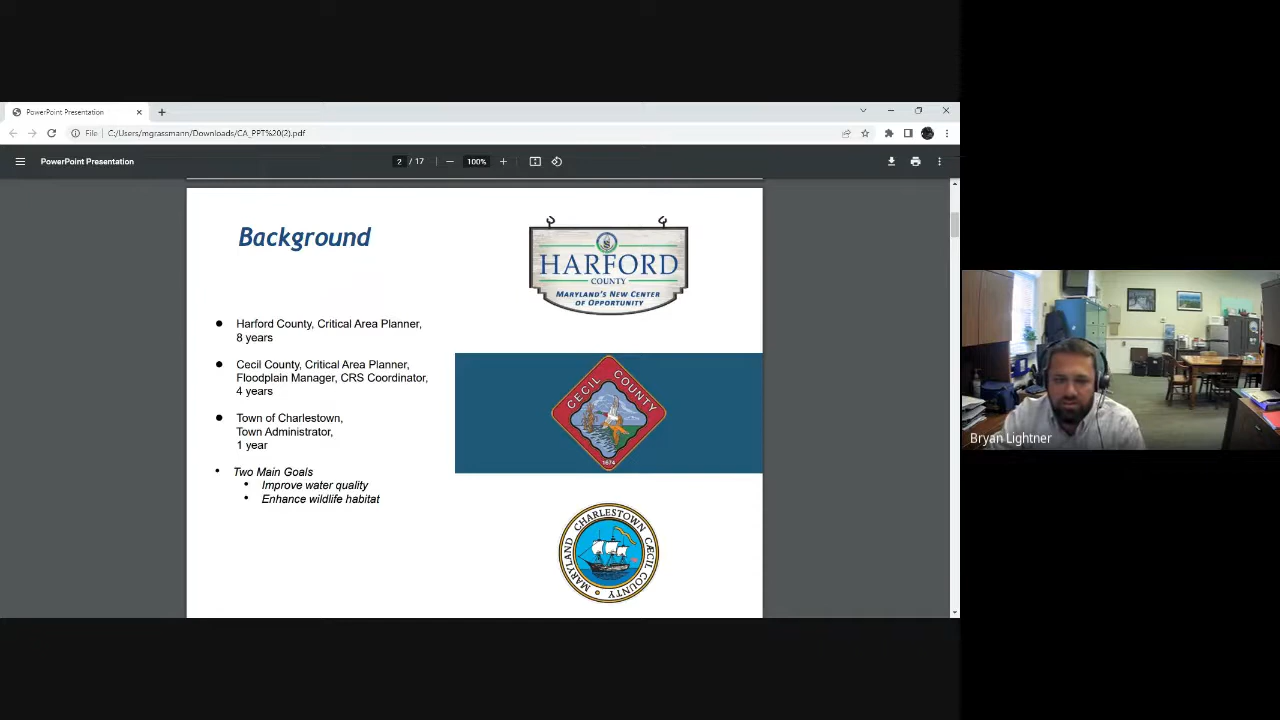 PowerPoint Presentation
File
C:/Users/mgrassmann/Downloads/CA_PPT%20(2).pdf
PowerPoint Presentation
2 / 17
100%
Background
HARFORD
COUNTY
MARYLAND'S NEW CENTER
OF OPPORTUNITY
Harford County, Critical Area Planner,
8 years
Cecil County, Critical Area Planner,
Floodplain Manager, CRS Coordinator,
4 years
Town of Charlestown,
Town Administrator,
1 year
Two Main Goals
Improve water quality
Enhance wildlife habitat
CECIL COUNTY
1674
CHARLESTOWN CÆCIL COUNTY MARYLAND
Bryan Lightner